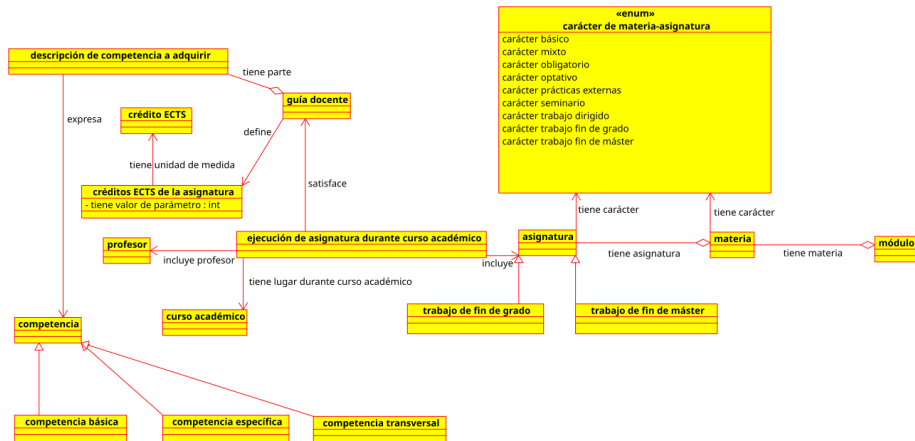 «enum»
carácter de materia-asignatura
carácter básico
carácter mixto
carácter obligatorio
carácter optativo
carácter prácticas externas
carácter seminario
carácter trabajo dirigido
carácter trabajo fin de grado
carácter trabajo fin de máster
descripción de competencia a adquirir
tiene parte
guía docente
crédito ECTS
expresa
define
tiene unidad de medida
créditos ECTS de la asignatura
- tiene valor de parámetro : int
satisface
tiene carácter
tiene carácter
profesor
ejecución de asignatura durante curso académico
asignatura
materia
módulo
incluye profesor
incluye
tiene asignatura
tiene materia
tiene lugar durante curso académico
curso académico
trabajo de fin de grado
trabajo de fin de máster
competencia
competencia básica
competencia específica
competencia transversal